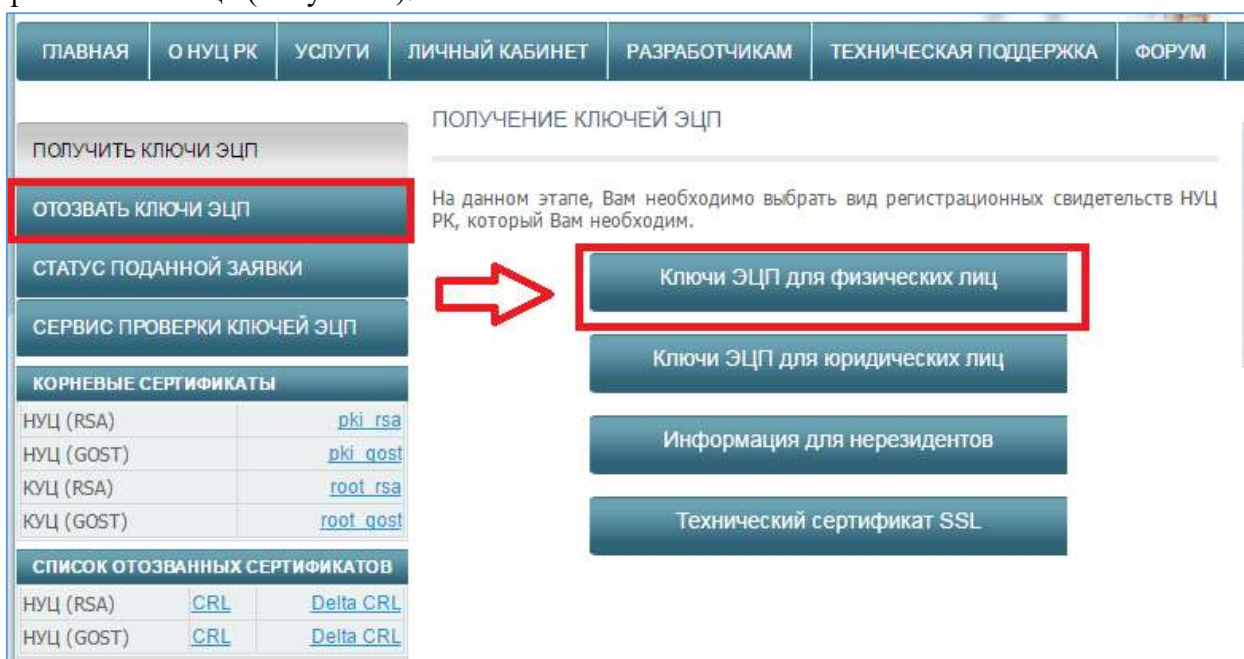 ГЛАВНАЯ О НУЦ РК УСЛУГИ ЛИЧНЫЙ КАБИНЕТ РАЗРАБОТЧИКАМ ТЕХНИЧЕСКАЯ ПОДДЕРЖКА ФОРУМ
ПОЛУЧИТЬ КЛЮЧИ ЭЦП
ОТОЗВАТЬ КЛЮЧИ ЭЦП
СТАТУС ПОДАННОЙ ЗАЯВКИ
СЕРВИС ПРОВЕРКИ КЛЮЧЕЙ ЭЦП
КОРНЕВЫЕ СЕРТИФИКАТЫ
НУЦ (RSA) pki_rsa
НУЦ (GOST) pki_gost
КУЦ (RSA) root_rsa
КУЦ (GOST) root_gost
СПИСОК ОТОЗВАННЫХ СЕРТИФИКАТОВ
НУЦ (RSA) CRL Delta CRL
НУЦ (GOST) CRL Delta CRL
ПОЛУЧЕНИЕ КЛЮЧЕЙ ЭЦП
На данном этапе, Вам необходимо выбрать вид регистрационных свидетельств НУЦ
РК, который Вам необходим.
Ключи ЭЦП для физических лиц
Ключи ЭЦП для юридических лиц
Информация для нерезидентов
Технический сертификат SSL